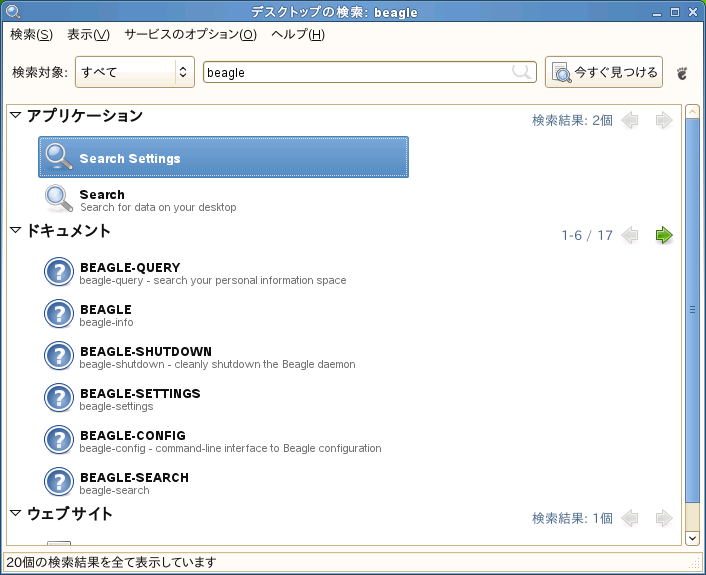 デスクトップの検索: beagle
検索(S) 表示(V) サービスのオプション(O) ヘルプ(H)
検索対象: すべて beagle 今すぐ見つける
アプリケーション 検索結果: 2個
Search Settings
Search
Search for data on your desktop
ドキュメント 1-6 / 17
BEAGLE-QUERY
beagle-query - search your personal information space
BEAGLE
beagle-info
BEAGLE-SHUTDOWN
beagle-shutdown - cleanly shutdown the Beagle daemon
BEAGLE-SETTINGS
beagle-settings
BEAGLE-CONFIG
beagle-config - command-line interface to Beagle configuration
BEAGLE-SEARCH
beagle-search
ウェブサイト 検索結果: 1個
20個の検索結果を全て表示しています